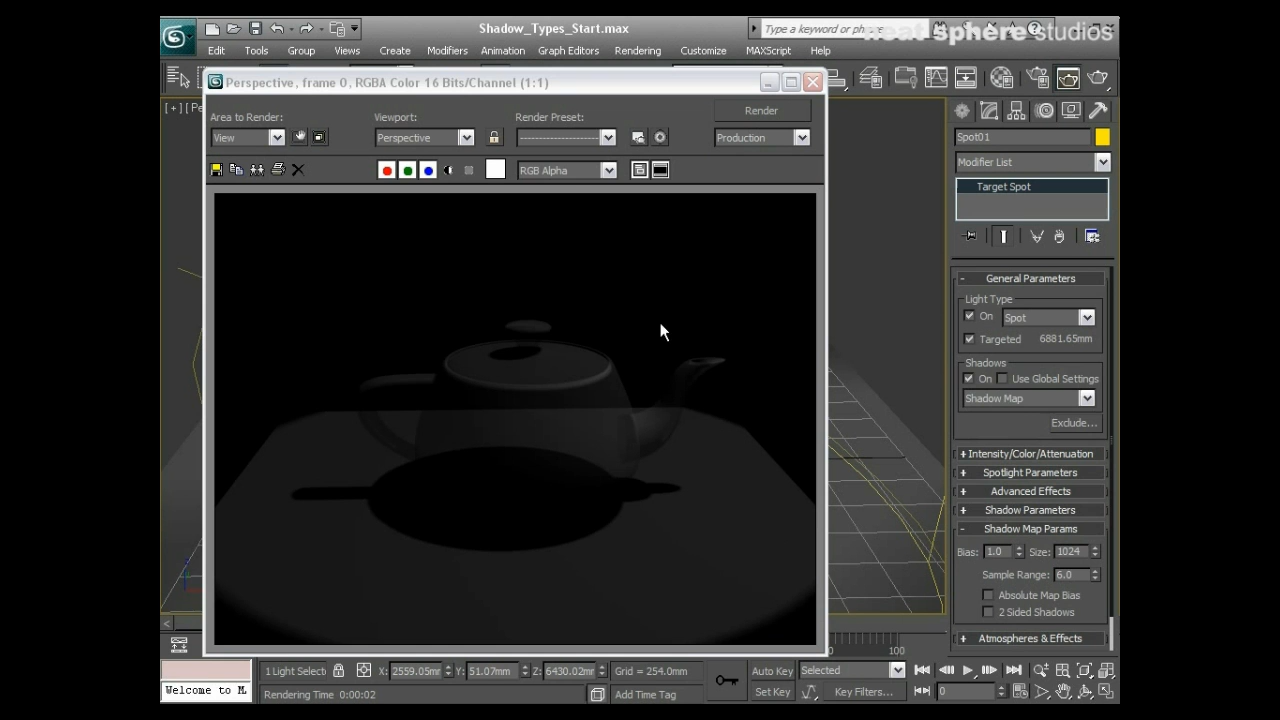 Shadow_Types_Start.max
Type a keyword or phrase
neat sphere studios
Edit Tools Group Views Create Modifiers Animation Graph Editors Rendering Customize MAXScript Help
Perspective, frame 0, RGBA Color 16 Bits/Channel (1:1)
Area to Render:
View
Viewport:
Perspective
Render Preset:
Render
Production
RGB Alpha
Spot01
Modifier List
Target Spot
- General Parameters
Light Type
On Spot
Targeted 6881.65mm
Shadows
On Use Global Settings
Shadow Map
Exclude...
+ Intensity/Color/Attenuation
+ Spotlight Parameters
+ Advanced Effects
+ Shadow Parameters
- Shadow Map Params
Bias: 1.0 Size: 1024
Sample Range: 6.0
Absolute Map Bias
2 Sided Shadows
+ Atmospheres & Effects
100
1 Light Select X: 2559.05mm Y: 51.07mm Z: 6430.02mm Grid = 254.0mm Auto Key Selected
Welcome to M Rendering Time 0:00:02 Add Time Tag Set Key Key Filters... 0